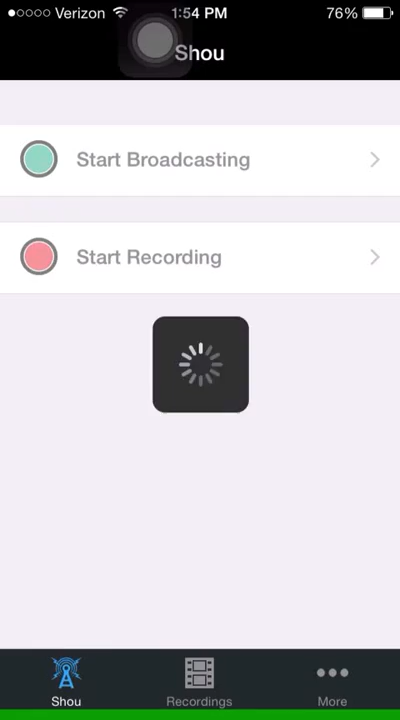 Verizon 1:54 PM 76%
Shou
Start Broadcasting
Start Recording
Shou Recordings More